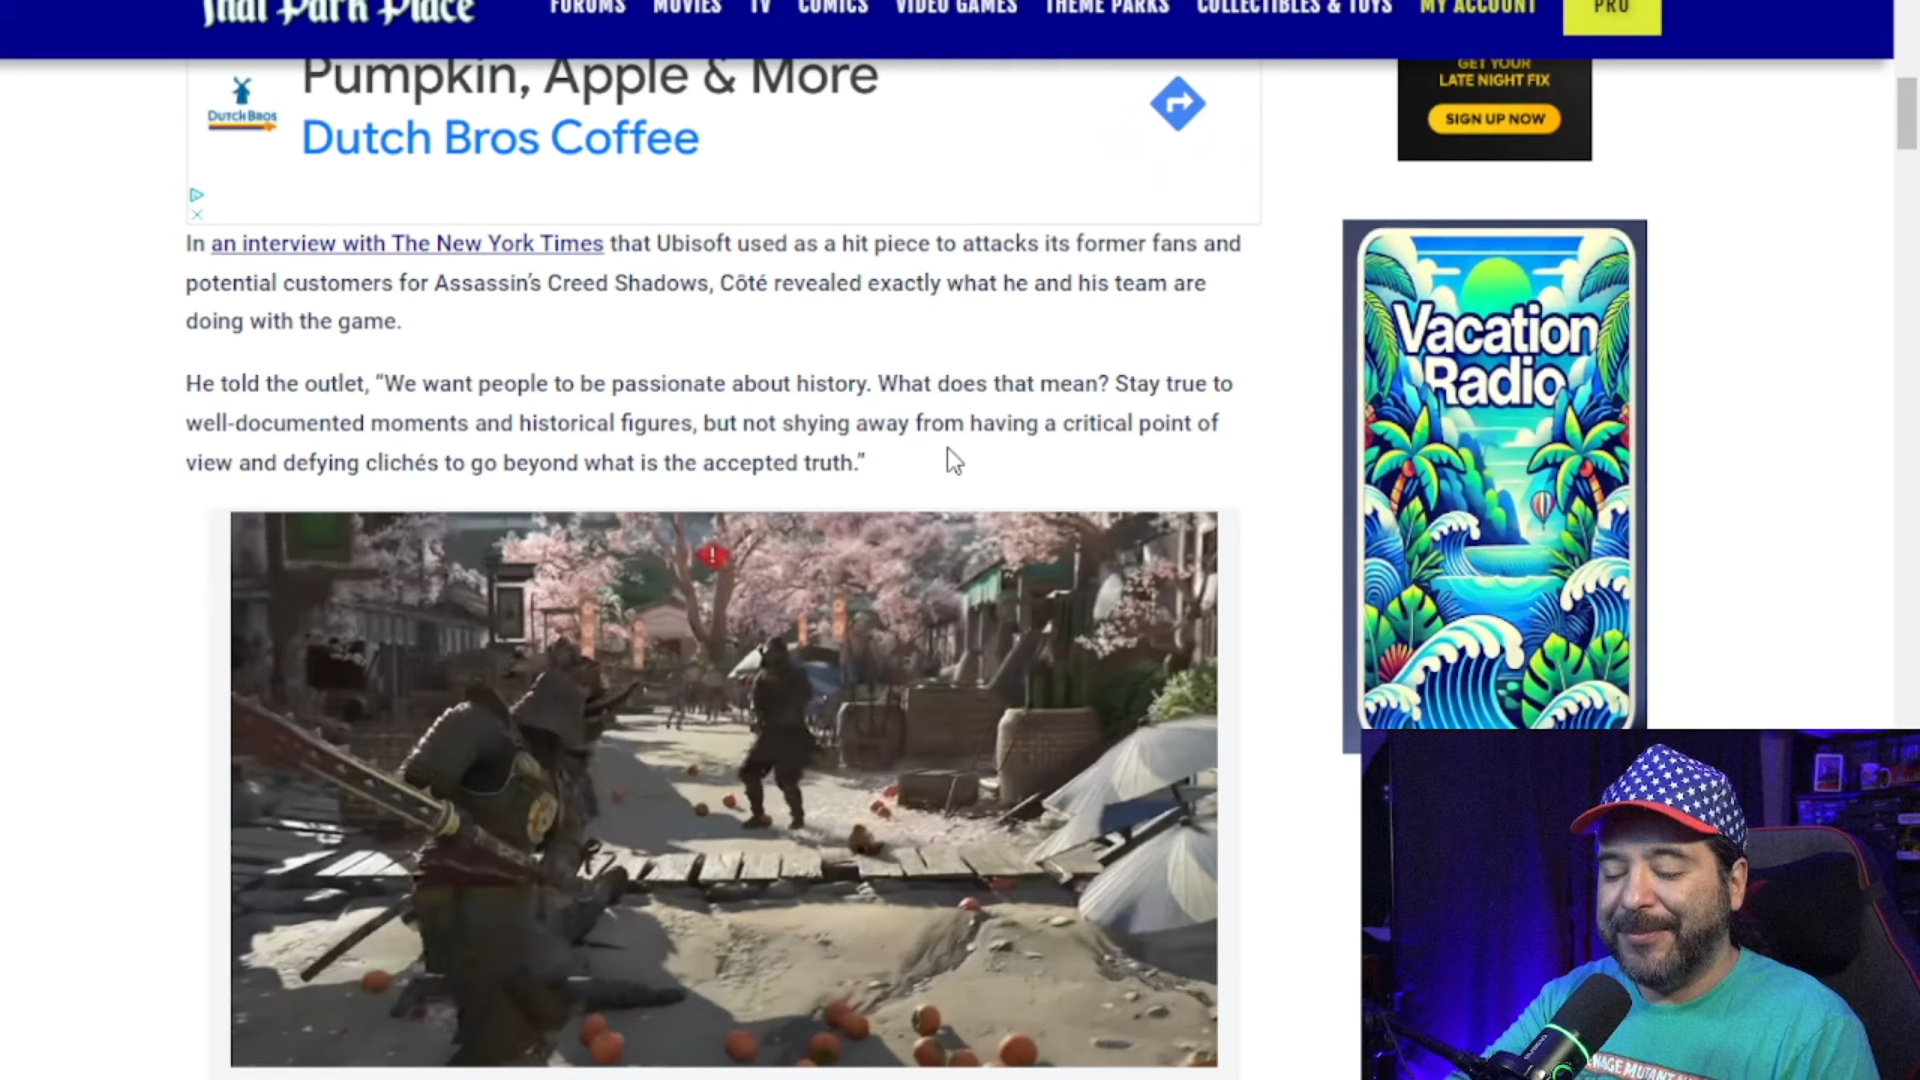 That Park Place
FORUMS MOVIES TV COMICS VIDEO GAMES THEME PARKS COLLECTIBLES & TOYS MY ACCOUNT PRO
Pumpkin, Apple & More
DUTCH BROS
Dutch Bros Coffee
GET YOUR
LATE NIGHT FIX
SIGN UP NOW
In an interview with The New York Times that Ubisoft used as a hit piece to attacks its former fans and
potential customers for Assassin’s Creed Shadows, Côté revealed exactly what he and his team are
doing with the game.
He told the outlet, “We want people to be passionate about history. What does that mean? Stay true to
well-documented moments and historical figures, but not shying away from having a critical point of
view and defying clichés to go beyond what is the accepted truth.”
Vacation
Radio
!